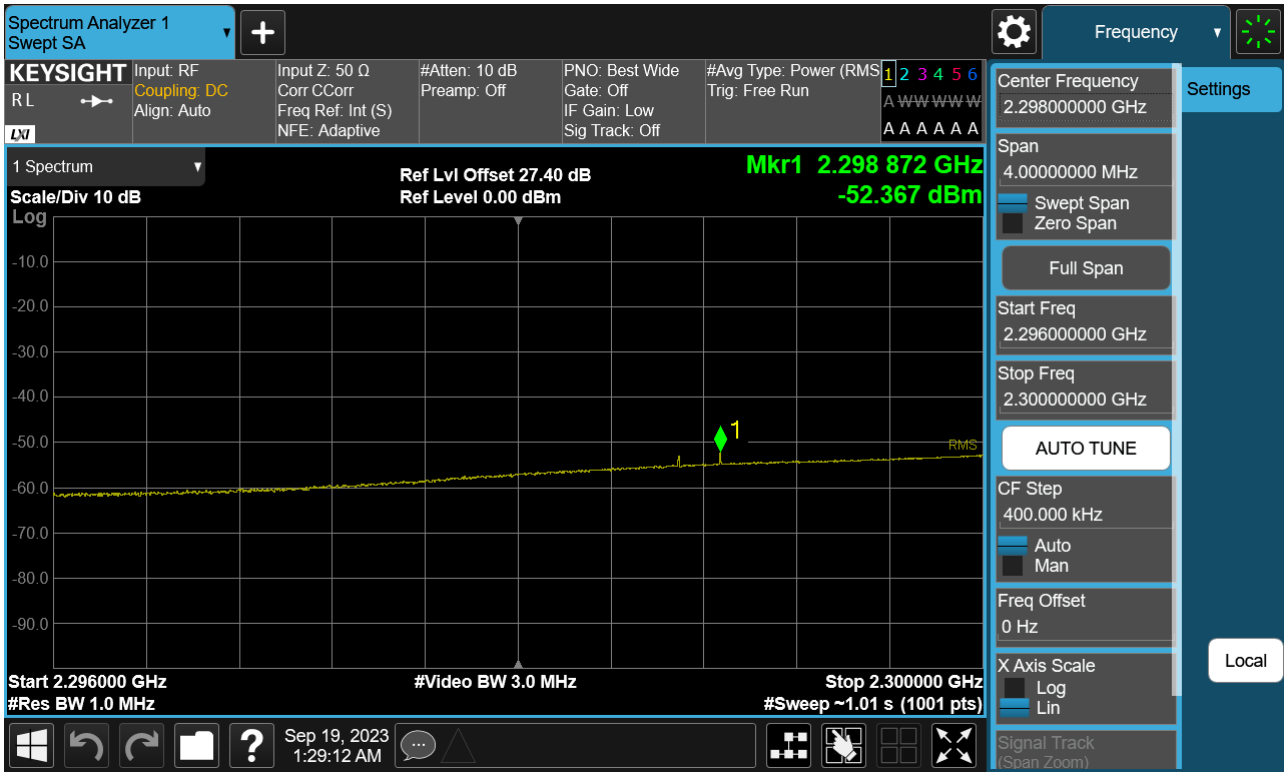 Spectrum Analyzer 1
Swept SA
Frequency
KEYSIGHT
R L
LXI
Input: RF
Coupling: DC
Align: Auto
Input Z: 50 Ω
Corr CCorr
Freq Ref: Int (S)
NFE: Adaptive
#Atten: 10 dB
Preamp: Off
PNO: Best Wide
Gate: Off
IF Gain: Low
Sig Track: Off
#Avg Type: Power (RMS
Trig: Free Run
1 2 3 4 5 6
A W W W W W
A A A A A A
Settings
Center Frequency
2.298000000 GHz
Span
4.00000000 MHz
Swept Span
Zero Span
Full Span
Start Freq
2.296000000 GHz
Stop Freq
2.300000000 GHz
AUTO TUNE
CF Step
400.000 kHz
Auto
Man
Freq Offset
0 Hz
X Axis Scale
Log
Lin
Signal Track
(Span Zoom)
Local
1 Spectrum
Scale/Div 10 dB
Log
Ref Lvl Offset 27.40 dB
Ref Level 0.00 dBm
Mkr1 2.298 872 GHz
-52.367 dBm
-10.0
-20.0
-30.0
-40.0
-50.0
-60.0
-70.0
-80.0
-90.0
1
RMS
Start 2.296000 GHz
#Res BW 1.0 MHz
#Video BW 3.0 MHz
Stop 2.300000 GHz
#Sweep ~1.01 s (1001 pts)
?
Sep 19, 2023
1:29:12 AM